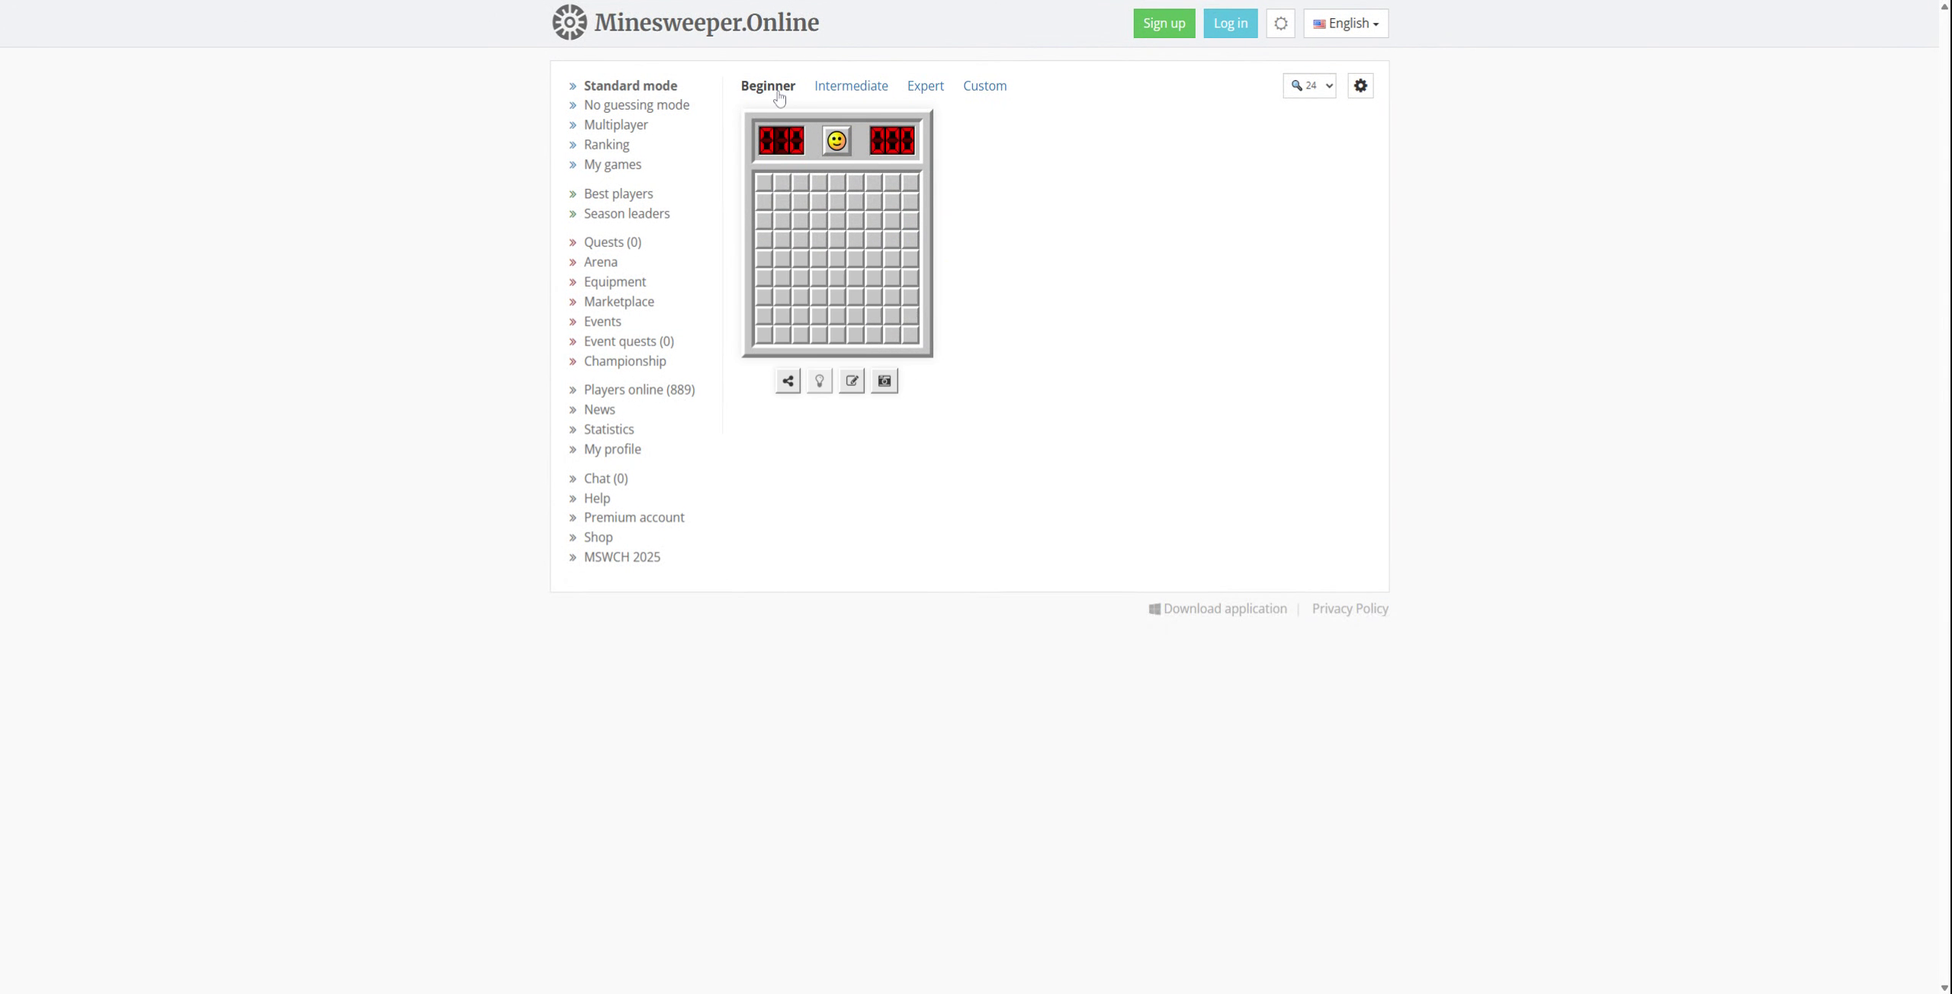 Minesweeper.Online
Sign up
Log in
English
Standard mode
No guessing mode
Multiplayer
Ranking
My games
Best players
Season leaders
Quests (0)
Arena
Equipment
Marketplace
Events
Event quests (0)
Championship
Players online (889)
News
Statistics
My profile
Chat (0)
Help
Premium account
Shop
MSWCH 2025
Beginner Intermediate Expert Custom
24
010 000
Download application | Privacy Policy